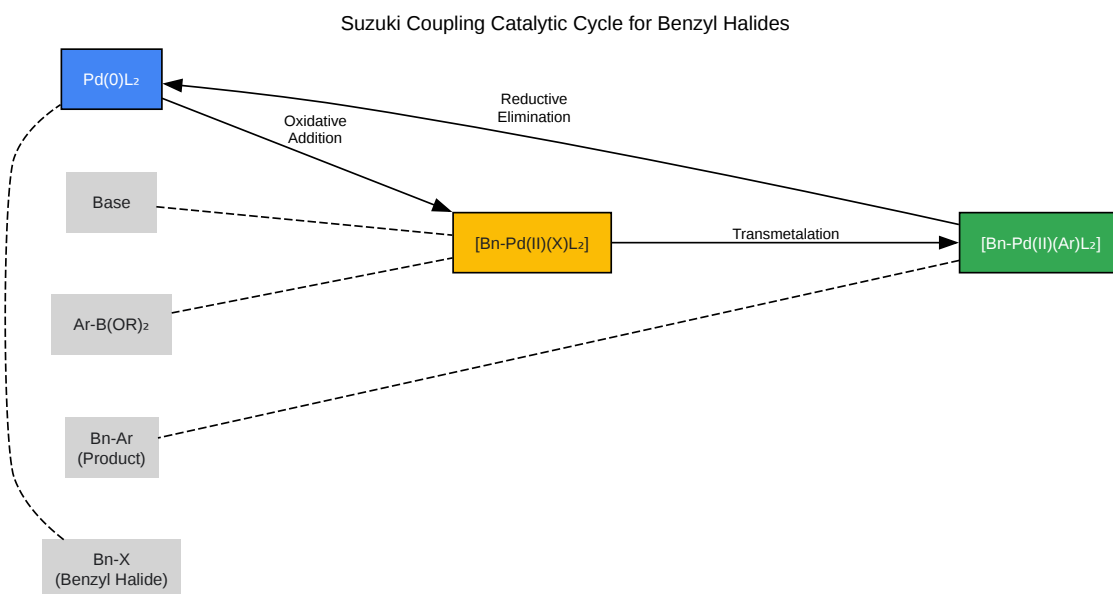 Suzuki Coupling Catalytic Cycle for Benzyl Halides
Pd(0)L₂
Reductive
Elimination
Oxidative
Addition
Base
[Bn-Pd(II)(X)L₂]
Transmetalation
[Bn-Pd(II)(Ar)L₂]
Ar-B(OR)₂
Bn-Ar
(Product)
Bn-X
(Benzyl Halide)